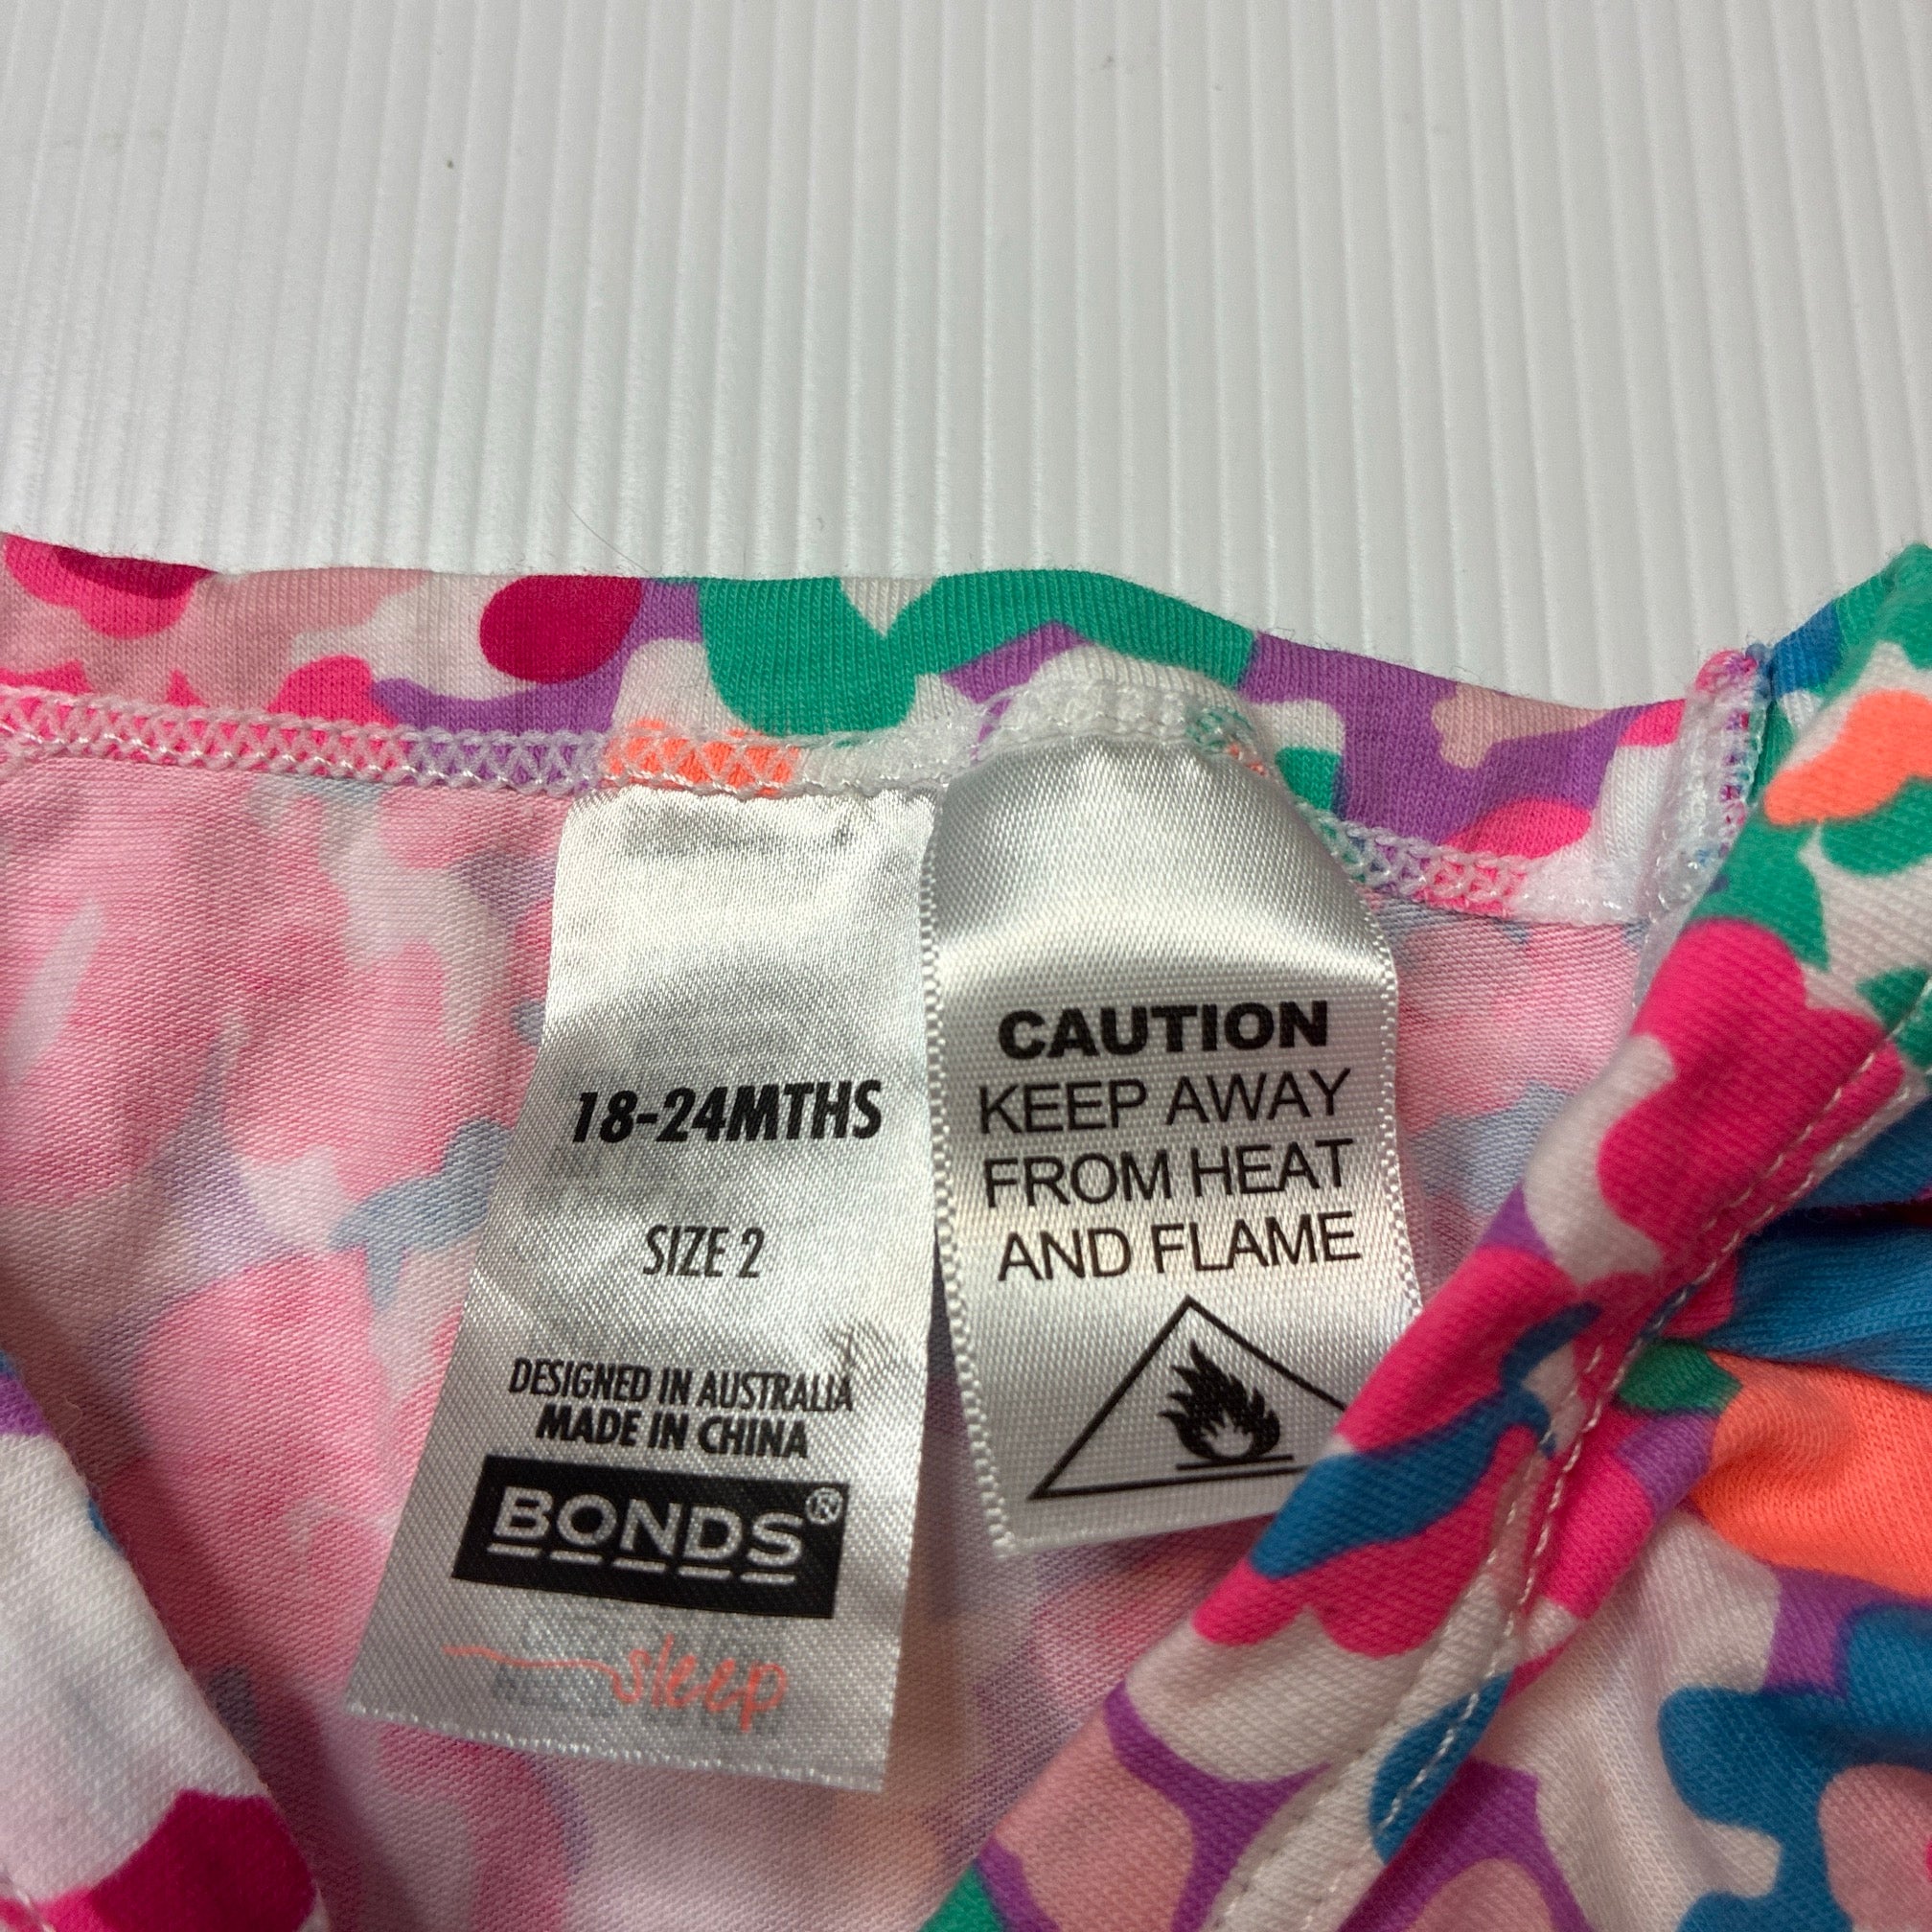 18-24MTHS
SIZE 2
DESIGNED IN AUSTRALIA
MADE IN CHINA
BONDS®
sleep
CAUTION
KEEP AWAY
FROM HEAT
AND FLAME